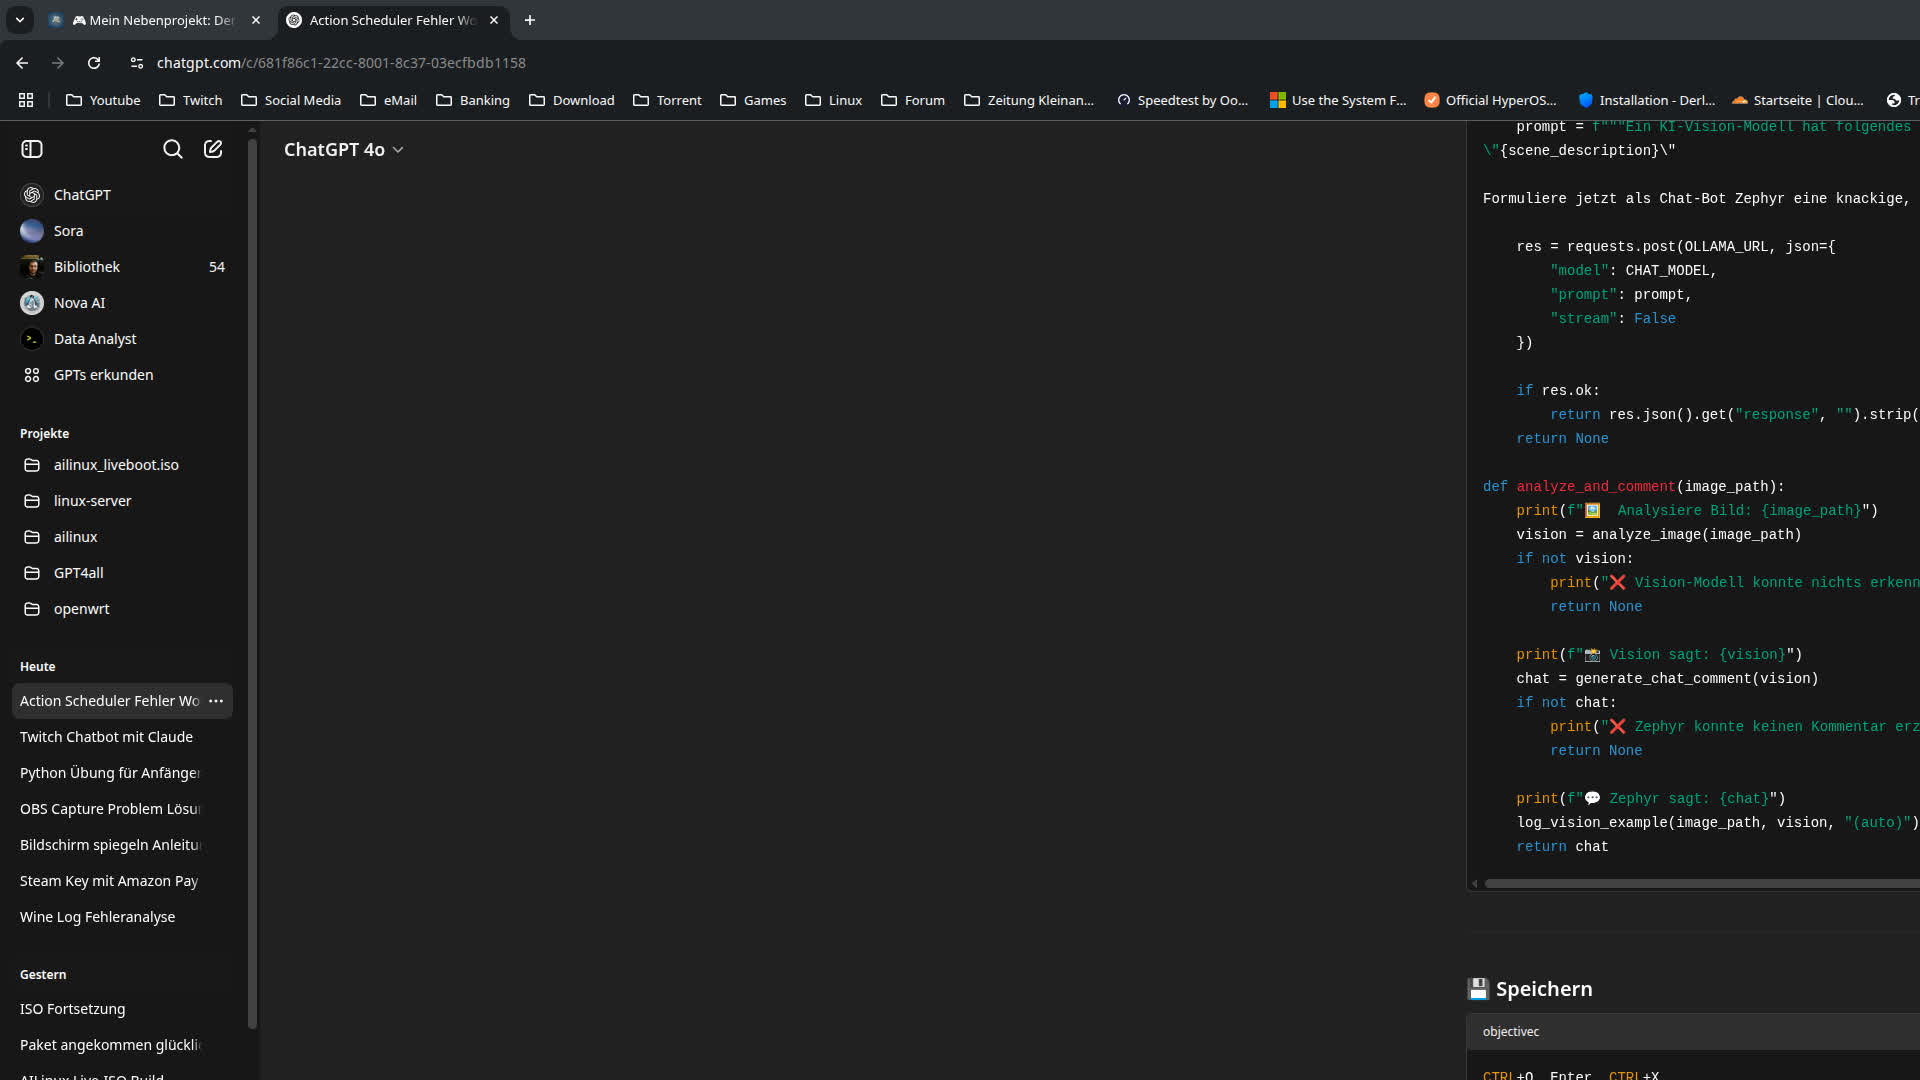 🎮 Mein Nebenprojekt: Der
Action Scheduler Fehler Wo
chatgpt.com/c/681f86c1-22cc-8001-8c37-03ecfbdb1158
Youtube Twitch Social Media eMail Banking Download Torrent Games Linux Forum Zeitung Kleinan... Speedtest by Oo... Use the System F... Official HyperOS... Installation - Derl... Startseite | Clou... Tr
ChatGPT 4o
ChatGPT
Sora
Bibliothek 54
Nova AI
Data Analyst
GPTs erkunden
Projekte
ailinux_liveboot.iso
linux-server
ailinux
GPT4all
openwrt
Heute
Action Scheduler Fehler Wo ...
Twitch Chatbot mit Claude
Python Übung für Anfänger
OBS Capture Problem Lösu
Bildschirm spiegeln Anleitu
Steam Key mit Amazon Pay
Wine Log Fehleranalyse
Gestern
ISO Fortsetzung
Paket angekommen glückli
AILinux Live ISO Build
prompt = f"""Ein KI-Vision-Modell hat folgendes
\"{scene_description}\"
Formuliere jetzt als Chat-Bot Zephyr eine knackige,
res = requests.post(OLLAMA_URL, json={
"model": CHAT_MODEL,
"prompt": prompt,
"stream": False
})
if res.ok:
return res.json().get("response", "").strip(
return None
def analyze_and_comment(image_path):
print(f"🖼️ Analysiere Bild: {image_path}")
vision = analyze_image(image_path)
if not vision:
print("❌ Vision-Modell konnte nichts erkenn
return None
print(f"📸 Vision sagt: {vision}")
chat = generate_chat_comment(vision)
if not chat:
print("❌ Zephyr konnte keinen Kommentar erz
return None
print(f"💬 Zephyr sagt: {chat}")
log_vision_example(image_path, vision, "(auto)")
return chat
💾 Speichern
objectivec
CTRL+O, Enter, CTRL+X